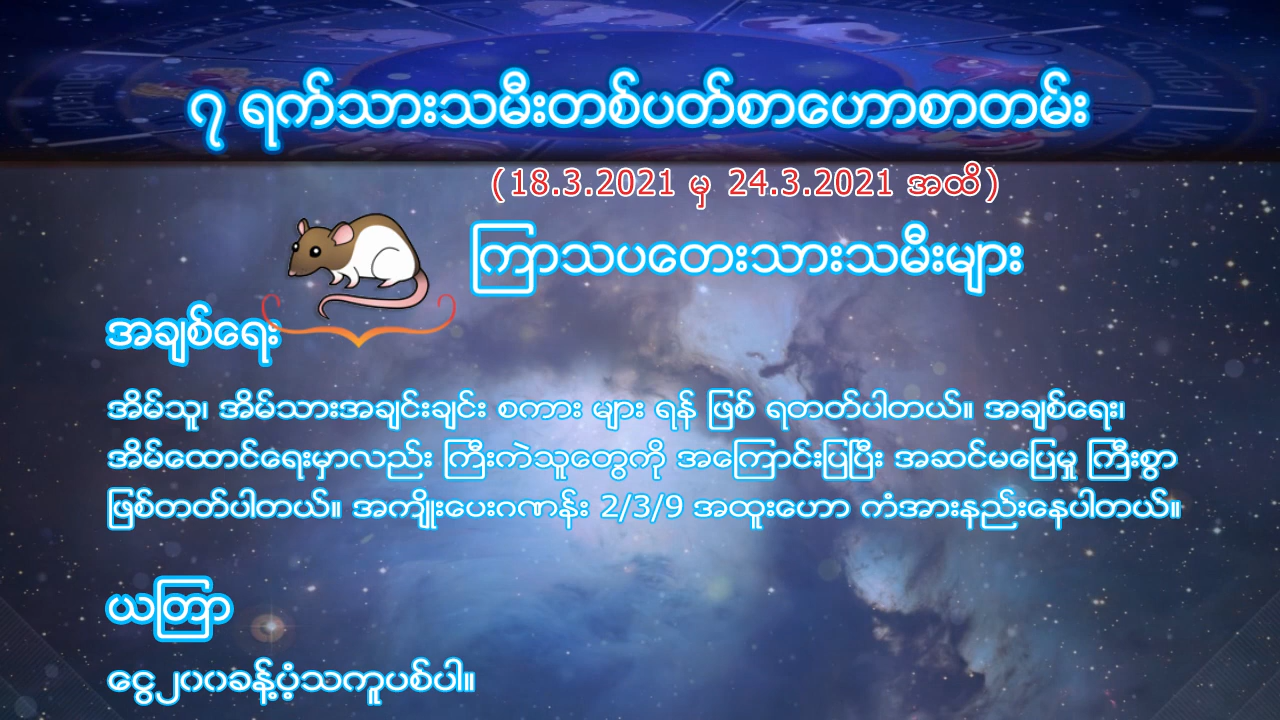 ၇ ရက်သားသမီးတစ်ပတ်စာဟောစာတမ်း
(18.3.2021 မှ 24.3.2021 အထိ)
ကြာသပတေးသားသမီးများ
အချစ်ရေး
အိမ်သူ၊ အိမ်သားအချင်းချင်း စကား များ ရန် ဖြစ် ရတတ်ပါတယ်။ အချစ်ရေး၊
အိမ်ထောင်ရေးမှာလည်း ကြီးကဲသူတွေကို အကြောင်းပြုပြီး အဆင်မပြေမှု ကြီးစွာ
ဖြစ်တတ်ပါတယ်။ အကျိုးပေးဂဏန်း 2/3/9 အထူးဟော ကံအားနည်းနေပါတယ်။
ယတြာ
ငွေ၂၀၀ခန့်ပံ့သကူပစ်ပါ။